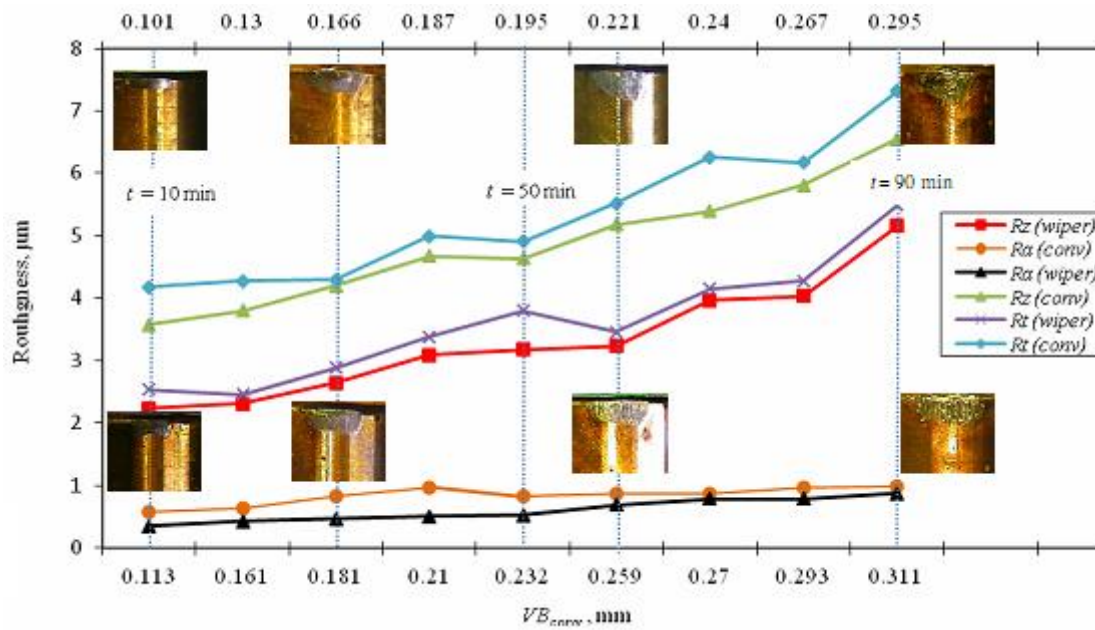 0.101 0.13 0.166 0.187 0.195 0.221 0.24 0.267 0.295
8
7
6
5
4
3
2
1
0
Rouhgness, µm
t = 10 min
t = 50 min
t = 90 min
Rz (wiper)
Ra (conv)
Ra (wiper)
Rz (conv)
Rt (wiper)
Rt (conv)
0.113 0.161 0.181 0.21 0.232 0.259 0.27 0.293 0.311
VBconv, mm